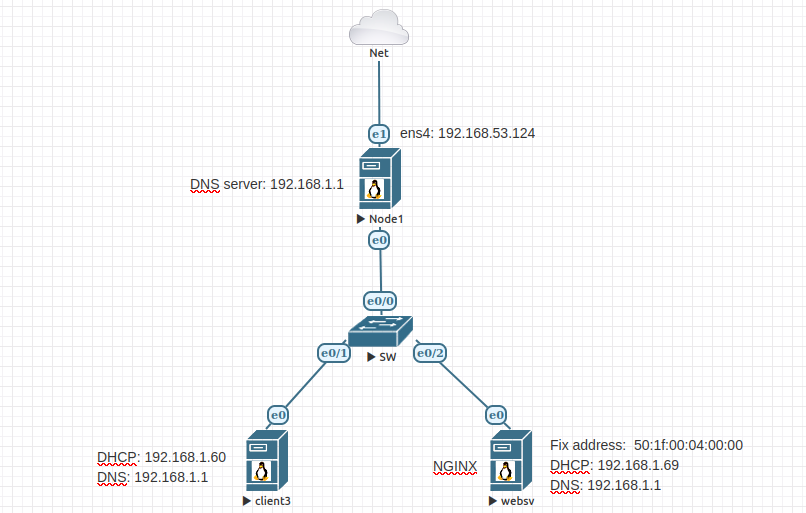 Net
e1
ens4: 192.168.53.124
DNS server: 192.168.1.1
Node1
e0
e0/0
SW
e0/1
e0/2
e0
e0
DHCP: 192.168.1.60
DNS: 192.168.1.1
client3
NGINX
Fix address:  50:1f:00:04:00:00
DHCP: 192.168.1.69
DNS: 192.168.1.1
websv